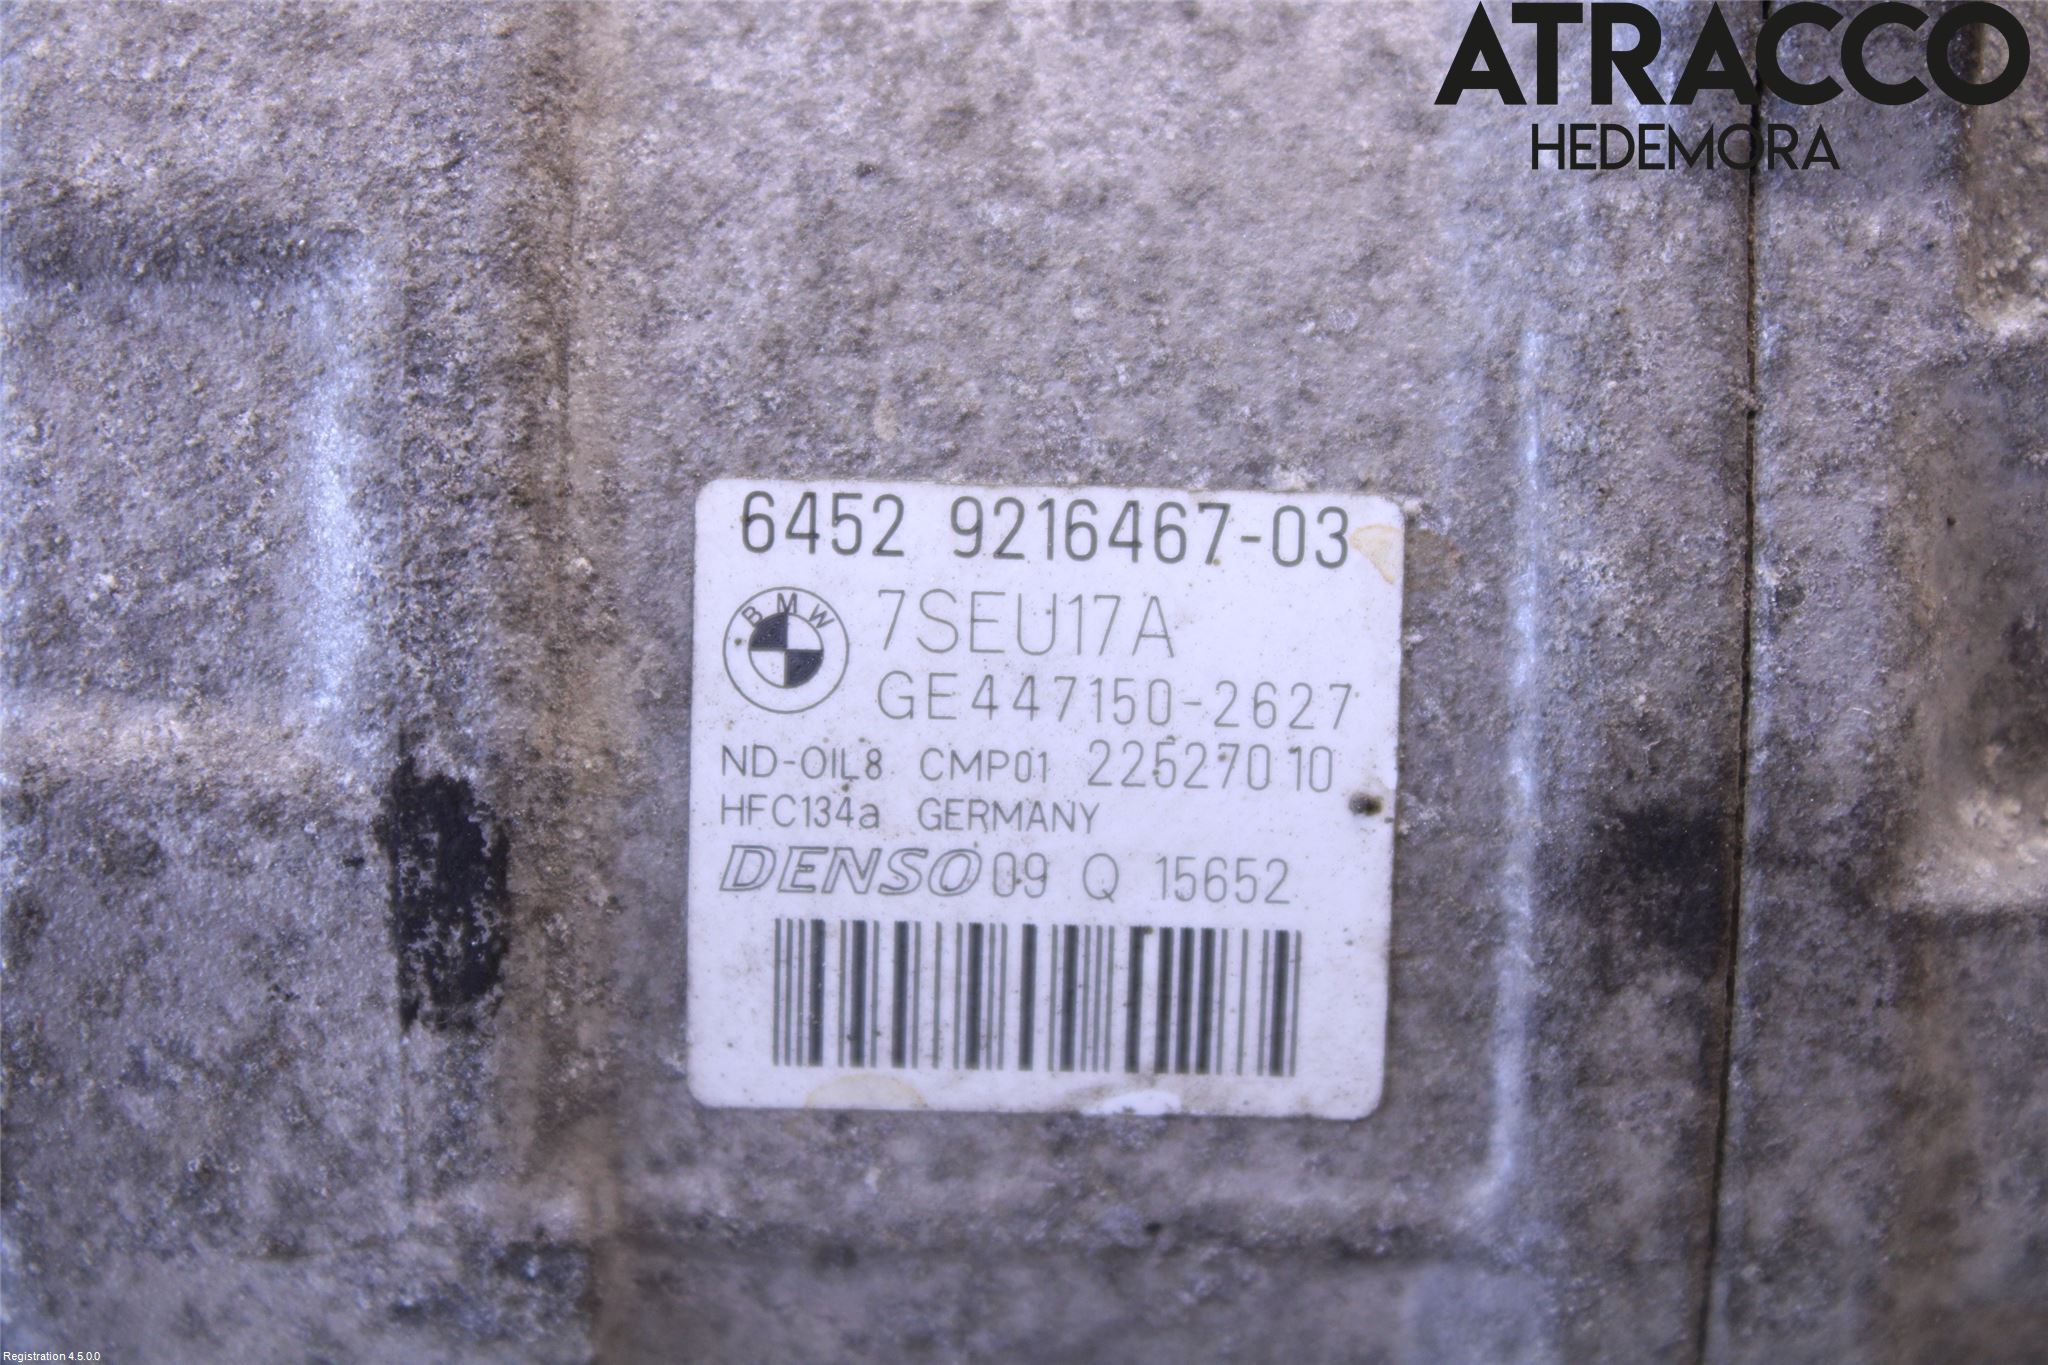 ATRACCO
HEDEMORA
6452 9216467-03
BMW
7SEU17A
GE447150-2627
ND-OIL8 CMP01 22527010
HFC134a GERMANY
DENSO 09 Q 15652
Registration 4.5.0.0